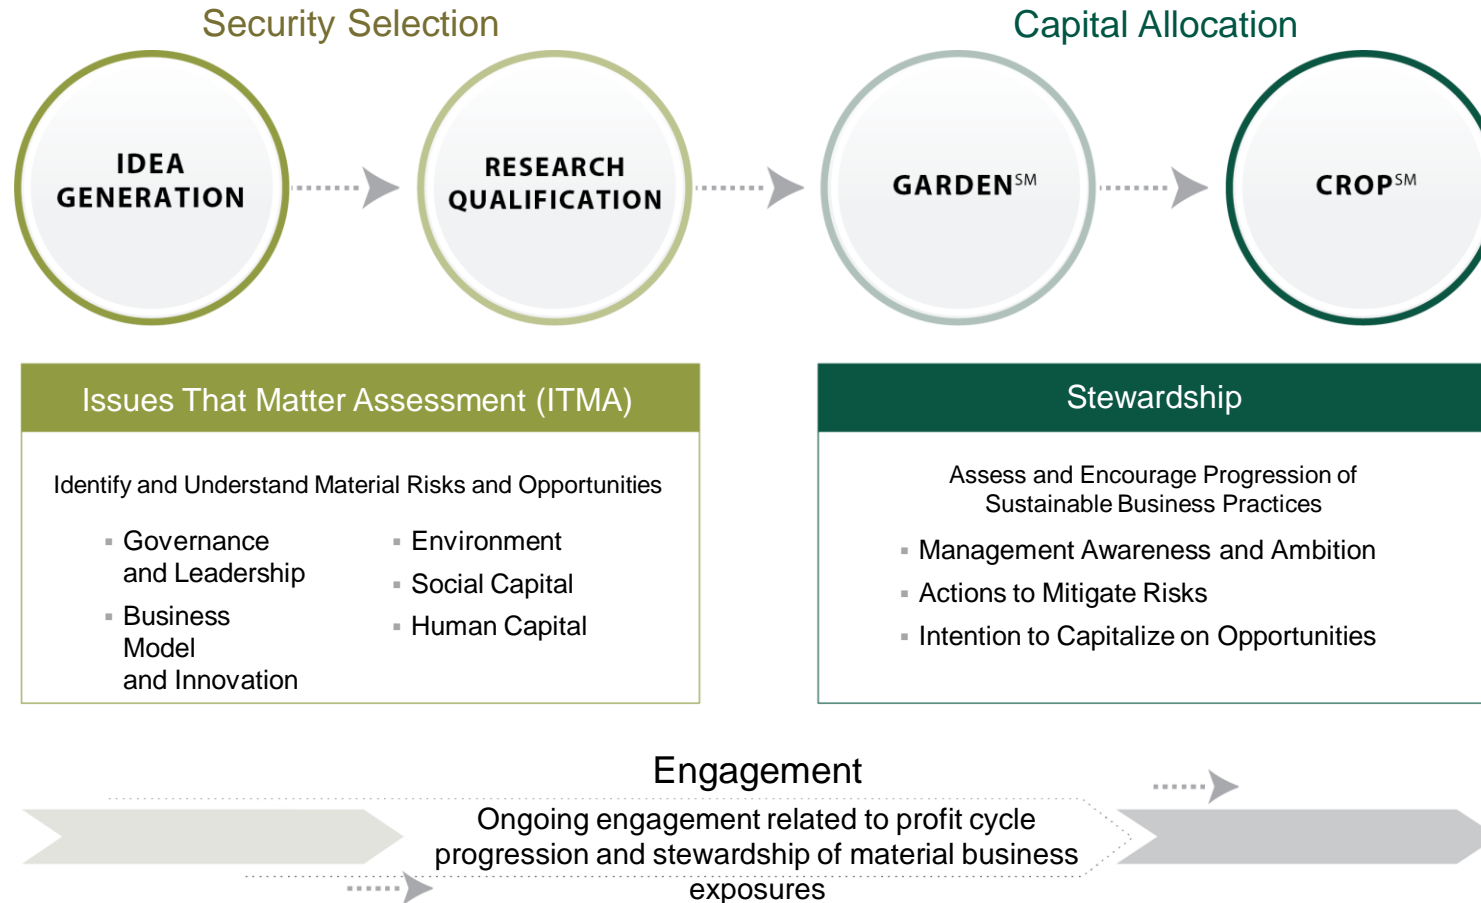 Security Selection
Capital Allocation
IDEA
GENERATION
RESEARCH
QUALIFICATION
GARDEN℠
CROP℠
Issues That Matter Assessment (ITMA)
Identify and Understand Material Risks and Opportunities
▪ Governance
and Leadership
▪ Business
Model
and Innovation
▪ Environment
▪ Social Capital
▪ Human Capital
Stewardship
Assess and Encourage Progression of
Sustainable Business Practices
▪ Management Awareness and Ambition
▪ Actions to Mitigate Risks
▪ Intention to Capitalize on Opportunities
Engagement
Ongoing engagement related to profit cycle
progression and stewardship of material business
exposures